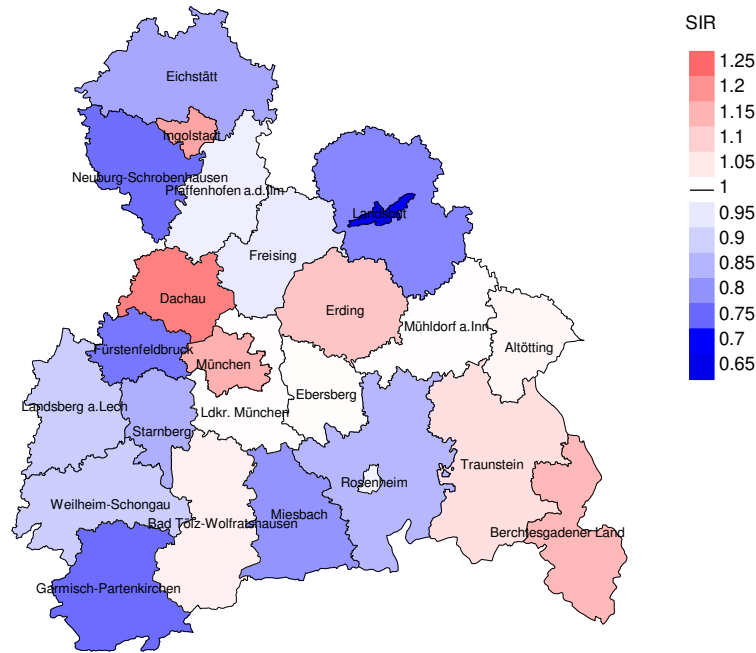 SIR
1.25
1.2
1.15
1.1
1.05
1
0.95
0.9
0.85
0.8
0.75
0.7
0.65
Eichstätt
Ingolstadt
Neuburg-Schrobenhausen
Pfaffenhofen a.d.Ilm
Landshut
Freising
Dachau
Erding
Mühldorf a.Inn
Altötting
Fürstenfeldbruck
München
Ebersberg
Landsberg a.Lech
Ldkr. München
Starnberg
Traunstein
Rosenheim
Weilheim-Schongau
Miesbach
Bad Tölz-Wolfratshausen
Berchtesgadener Land
Garmisch-Partenkirchen